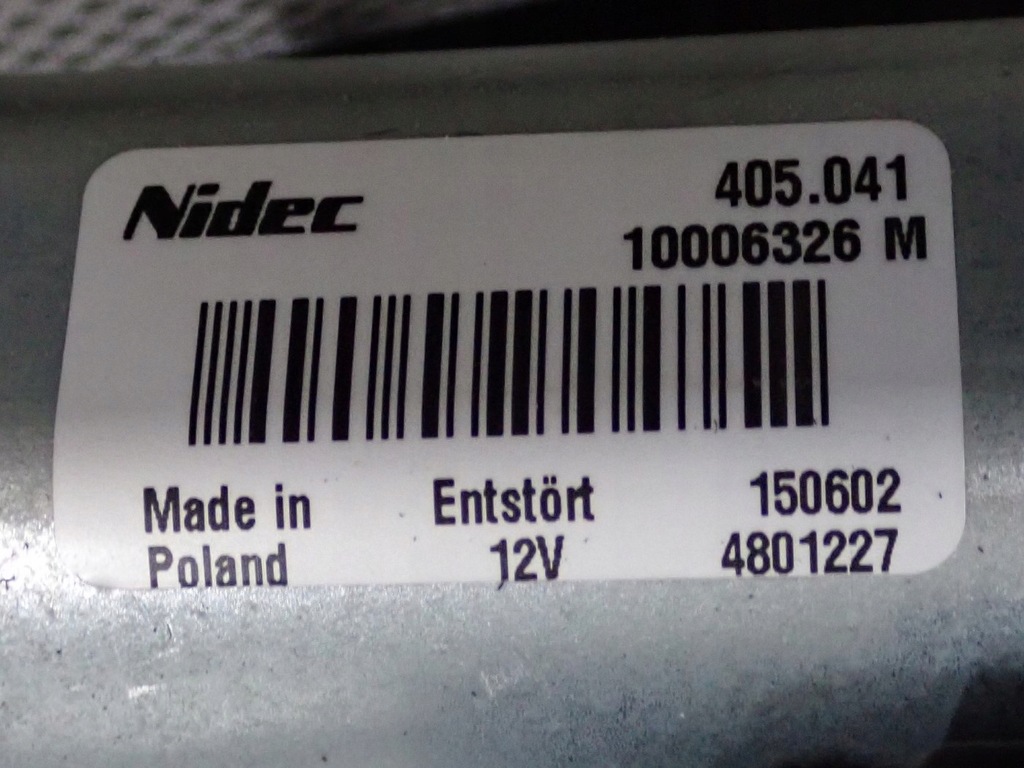 Nidec
405.041
10006326 M
Made in Poland
Entstört 12V
150602
4801227